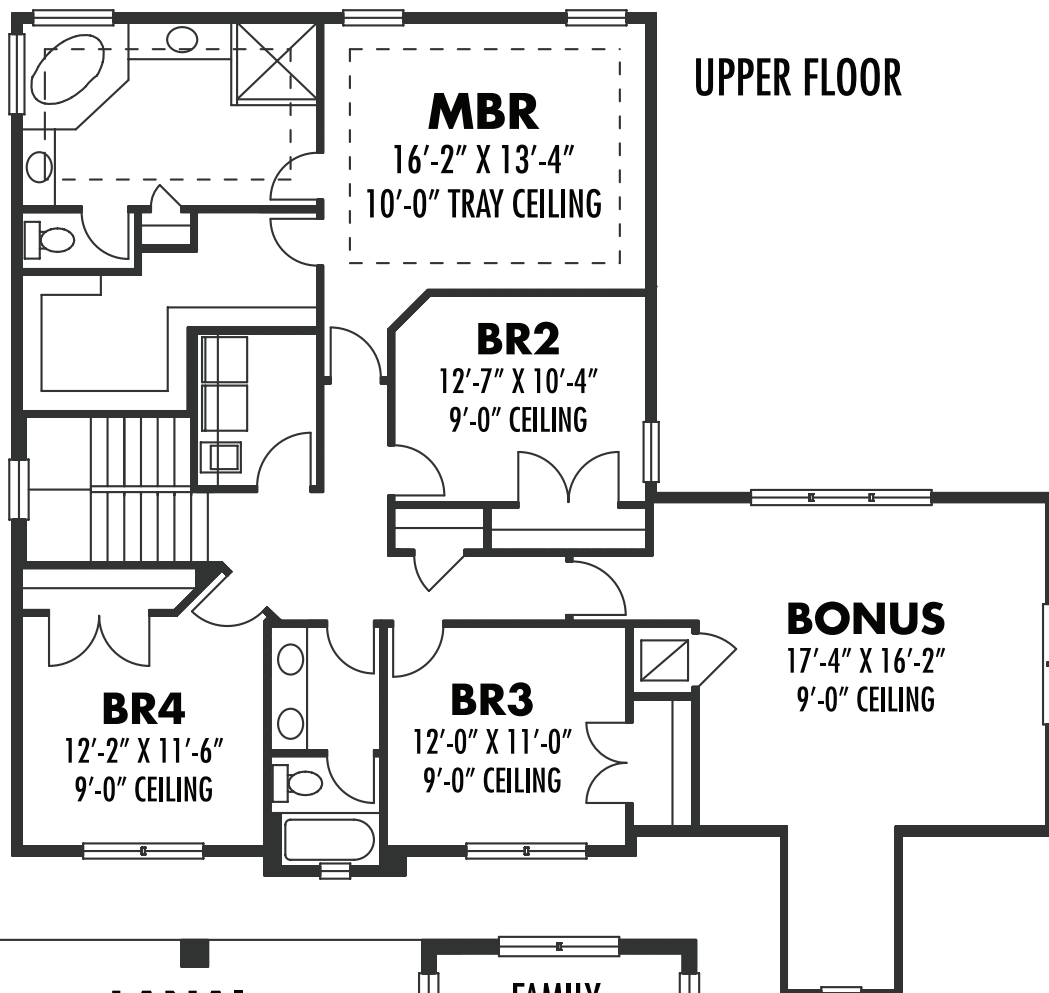 UPPER FLOOR
MBR
16'-2" X 13'-4"
10'-0" TRAY CEILING
BR2
12'-7" X 10'-4"
9'-0" CEILING
BONUS
17'-4" X 16'-2"
9'-0" CEILING
BR4
12'-2" X 11'-6"
9'-0" CEILING
BR3
12'-0" X 11'-0"
9'-0" CEILING
LANAI
FAMILY